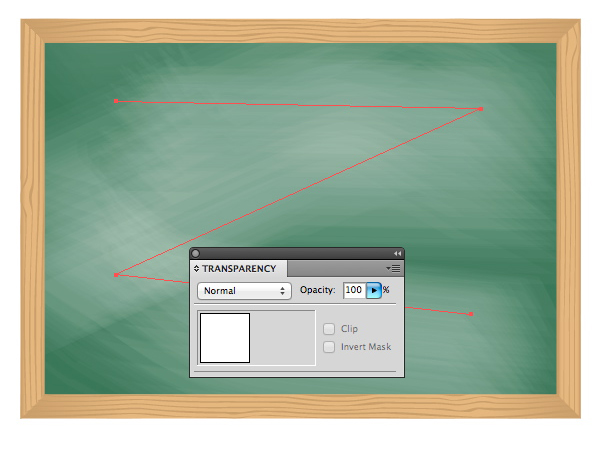 TRANSPARENCY
Normal Opacity: 100 %
Clip
Invert Mask